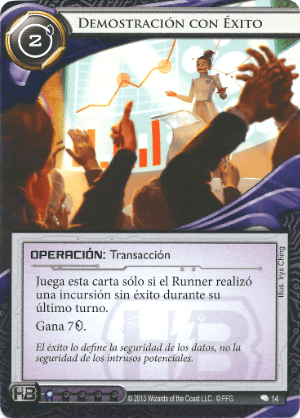 Demostración con Éxito
2
OPERACIÓN: Transacción
Juega esta carta sólo si el Runner realizó
una incursión sin éxito durante su
último turno.
Gana 7
El éxito lo define la seguridad de los datos, no la
seguridad de los intrusos potenciales.
Illus. Irys Ching
HB
© 2013 Wizards of the Coast LLC. © FFG
14